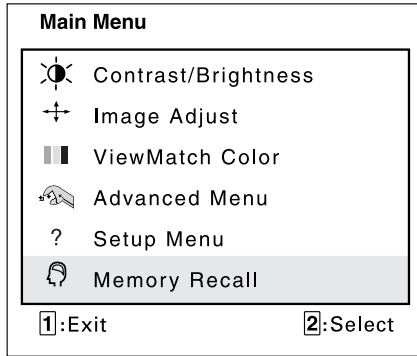 Main Menu
Contrast/Brightness
Image Adjust
ViewMatch Color
Advanced Menu
? Setup Menu
Memory Recall
1:Exit 2:Select